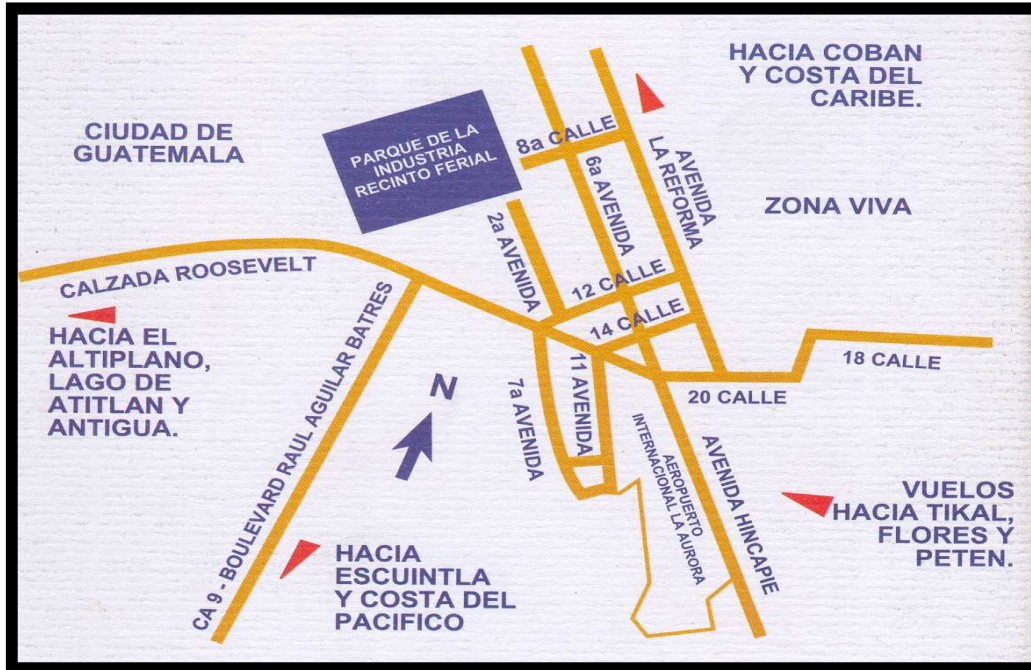 HACIA COBAN
Y COSTA DEL
CARIBE.
CIUDAD DE
GUATEMALA
PARQUE DE LA
INDUSTRIA
RECINTO FERIAL
8a CALLE
6a AVENIDA
AVENIDA
LA REFORMA
ZONA VIVA
2a AVENIDA
CALZADA ROOSEVELT
12 CALLE
14 CALLE
HACIA EL
ALTIPLANO,
LAGO DE
ATITLAN Y
ANTIGUA.
CA 9 - BOULEVARD RAUL AGUILAR BATRES
N
7a AVENIDA
11 AVENIDA
18 CALLE
20 CALLE
AEROPUERTO
INTERNACIONAL LA AURORA
AVENIDA HINCAPIE
VUELOS
HACIA TIKAL,
FLORES Y
PETEN.
HACIA
ESCUINTLA
Y COSTA DEL
PACIFICO